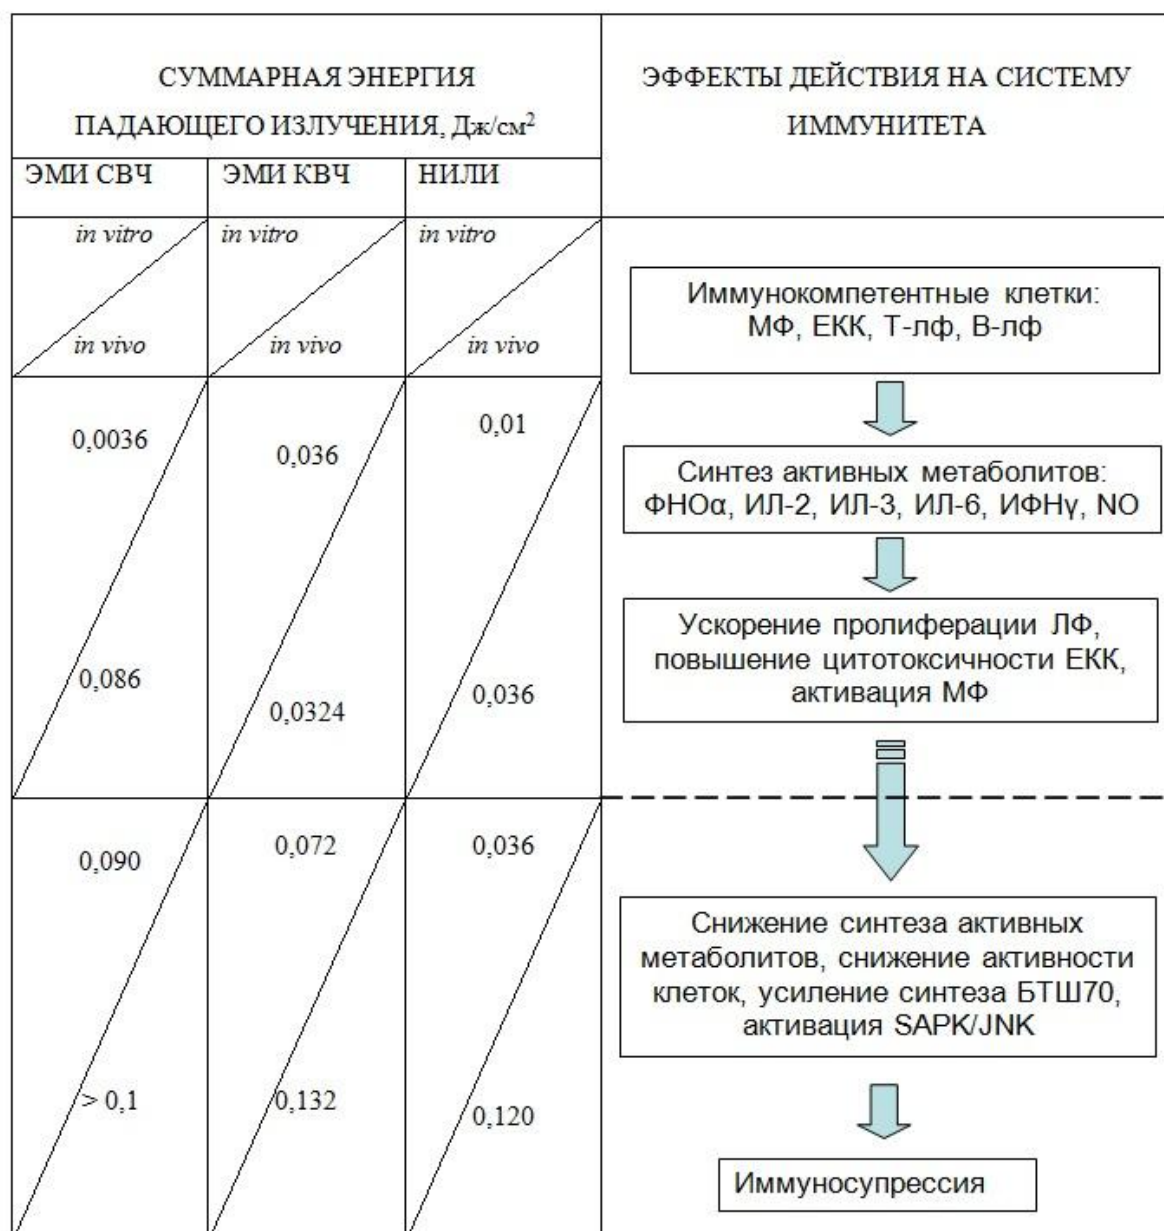 СУММАРНАЯ ЭНЕРГИЯ
ПАДАЮЩЕГО ИЗЛУЧЕНИЯ, Дж/см²
ЭФФЕКТЫ ДЕЙСТВИЯ НА СИСТЕМУ
ИММУНИТЕТА
ЭМИ СВЧ
ЭМИ КВЧ
НИЛИ
in vitro
in vitro
in vitro
in vivo
in vivo
in vivo
0,0036
0,036
0,01
0,086
0,0324
0,036
0,090
0,072
0,036
> 0,1
0,132
0,120
Иммунокомпетентные клетки:
МФ, ЕКК, Т-лф, В-лф
Синтез активных метаболитов:
ФНОα, ИЛ-2, ИЛ-3, ИЛ-6, ИФНγ, NO
Ускорение пролиферации ЛФ,
повышение цитотоксичности ЕКК,
активация МФ
Снижение синтеза активных
метаболитов, снижение активности
клеток, усиление синтеза БТШ70,
активация SAPK/JNK
Иммуносупрессия